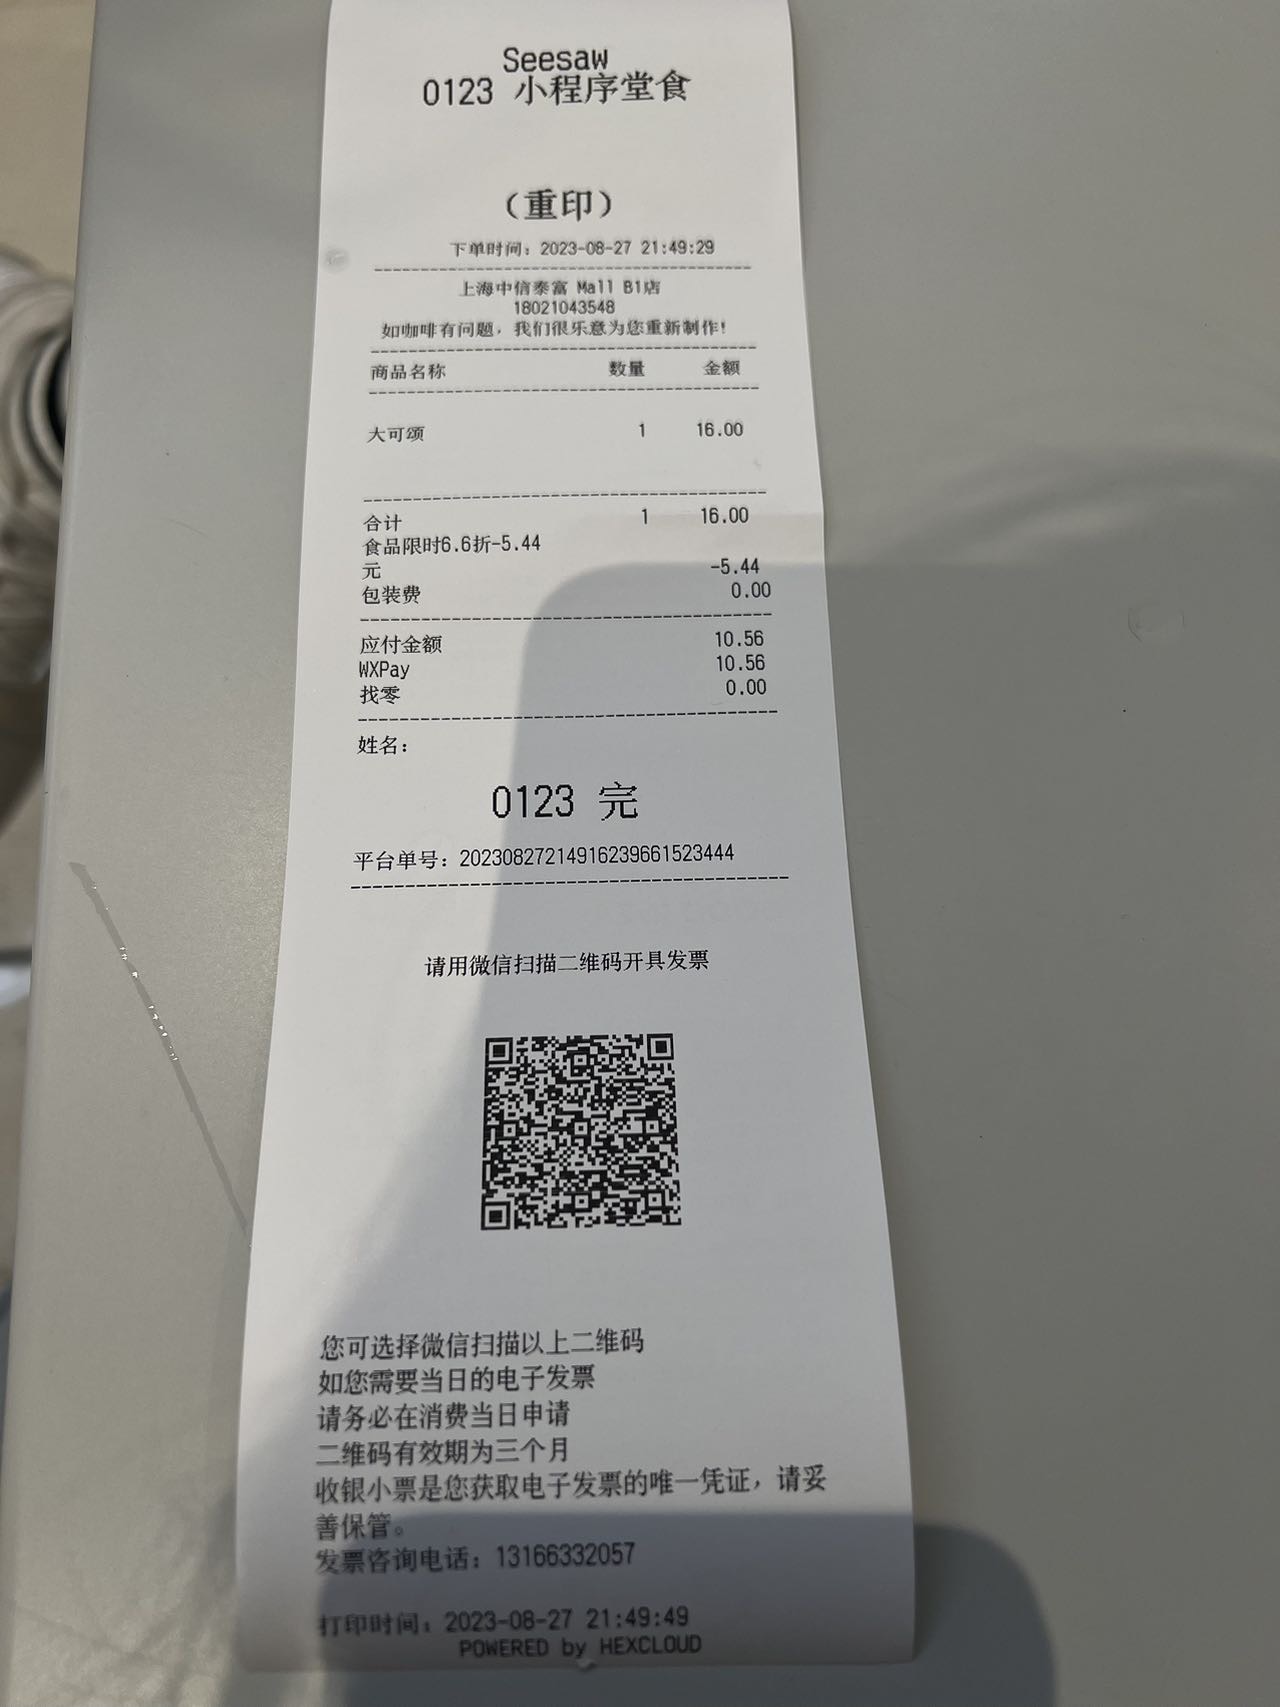 Seesaw
0123 小程序堂食
（重印）
下单时间：2023-08-27 21:49:29
上海中信泰富 Mall B1店
18021043548
如咖啡有问题，我们很乐意为您重新制作！
商品名称 数量 金额
大可颂 1 16.00
合计 1 16.00
食品限时6.6折-5.44
元 -5.44
包装费 0.00
应付金额 10.56
WXPay 10.56
找零 0.00
姓名：
0123 完
平台单号：20230827214916239661523444
请用微信扫描二维码开具发票
您可选择微信扫描以上二维码
如您需要当日的电子发票
请务必在消费当日申请
二维码有效期为三个月
收银小票是您获取电子发票的唯一凭证，请妥
善保管。
发票咨询电话：13166332057
打印时间：2023-08-27 21:49:49
POWERED by HEXCLOUD